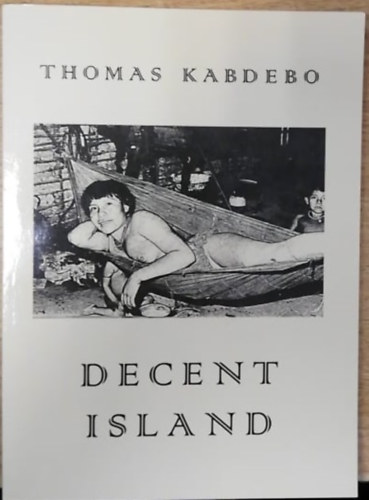 THOMAS KABDEBO
DECENT
ISLAND